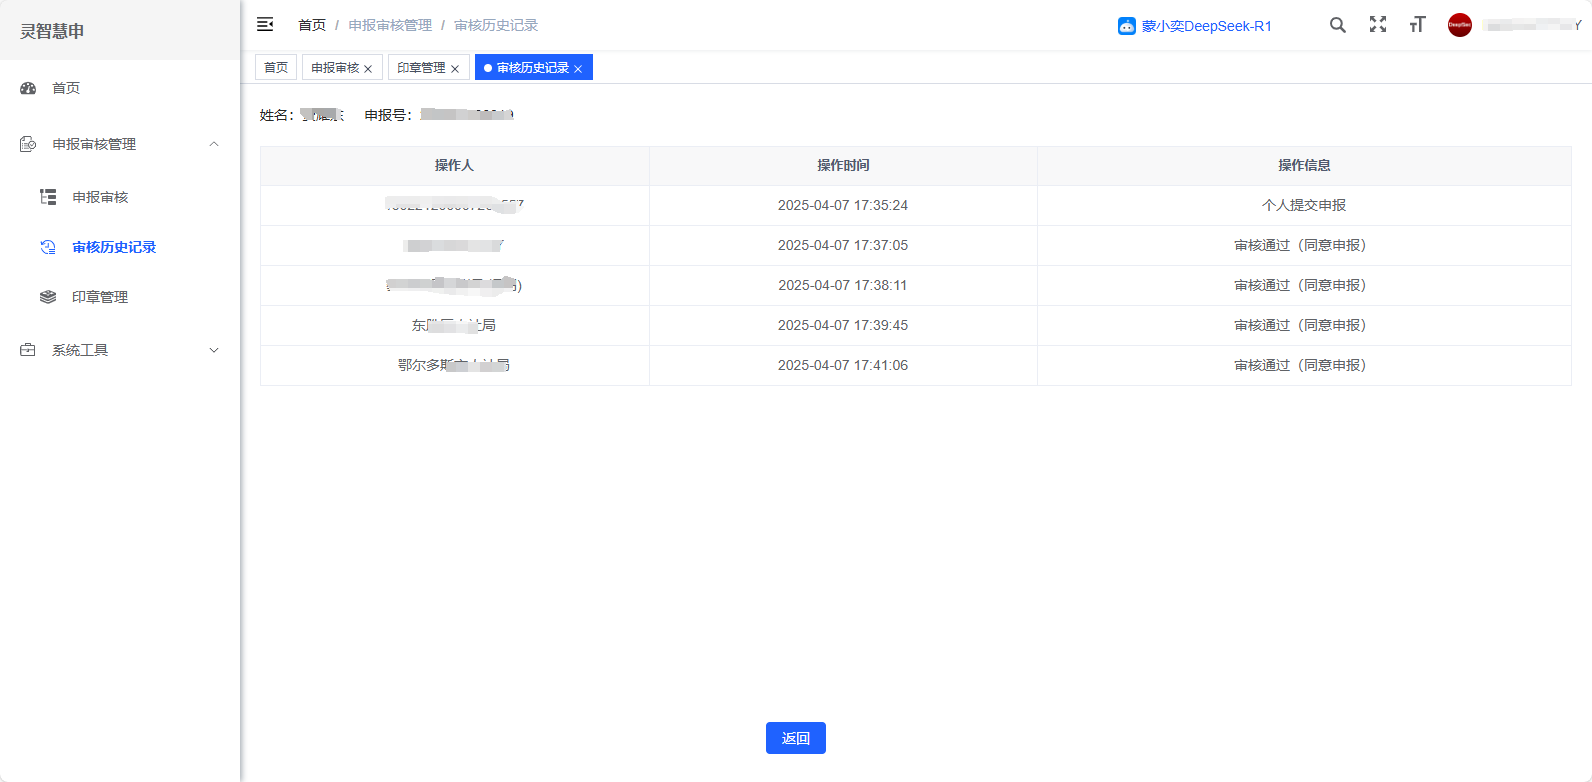 灵智慧申
首页 / 申报审核管理 / 审核历史记录
蒙小奕DeepSeek-R1
首页
申报审核管理
申报审核
审核历史记录
印章管理
系统工具
首页 申报审核 × 印章管理 × 审核历史记录 ×
姓名： 申报号：
操作人 操作时间 操作信息
2025-04-07 17:35:24 个人提交申报
2025-04-07 17:37:05 审核通过（同意申报）
2025-04-07 17:38:11 审核通过（同意申报）
东 局 2025-04-07 17:39:45 审核通过（同意申报）
鄂尔多斯 局 2025-04-07 17:41:06 审核通过（同意申报）
返回